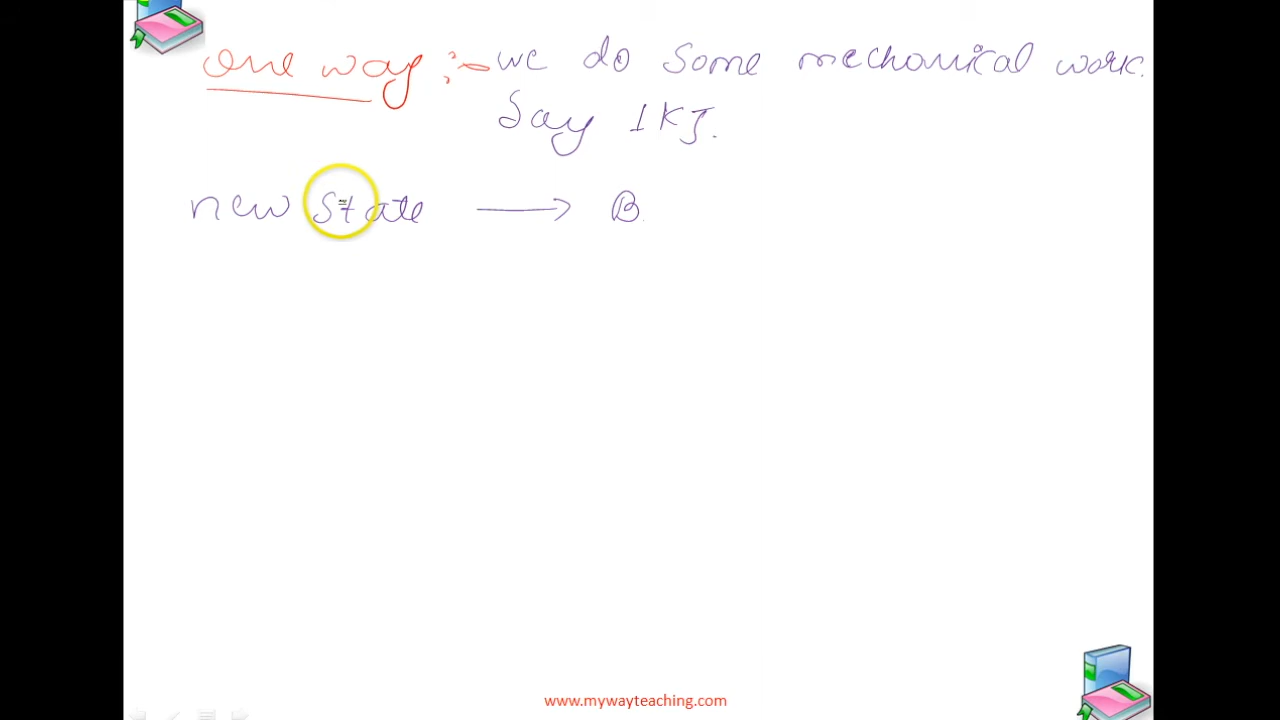 one way :- we do some mechanical work.
Say 1KJ.
new state → B.
www.mywayteaching.com